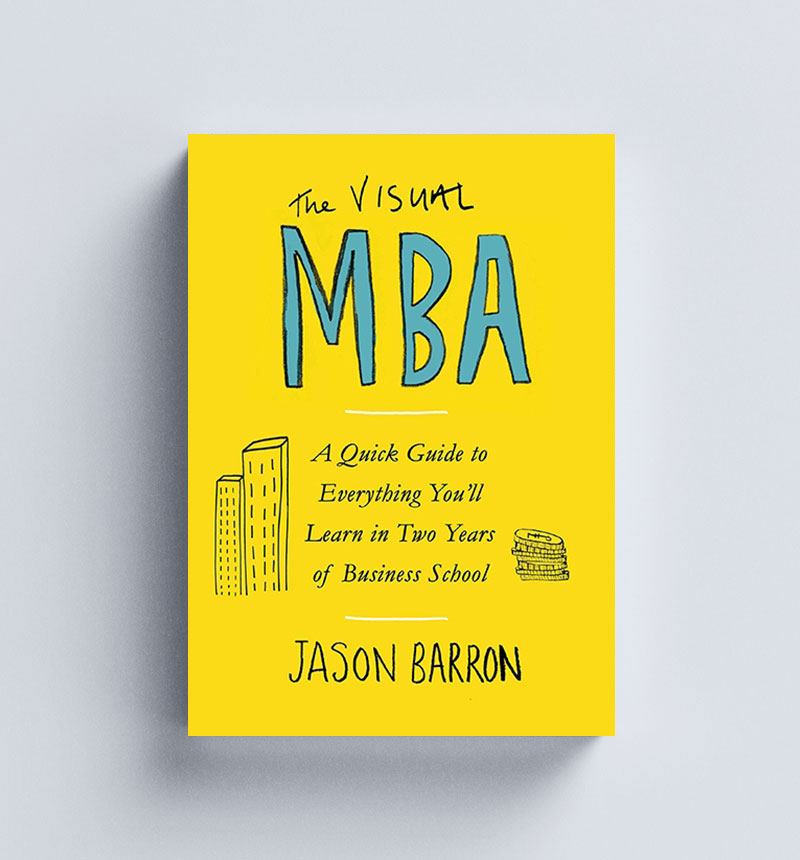 The VISUAL
MBA
A Quick Guide to
Everything You'll
Learn in Two Years
of Business School
JASON BARRON